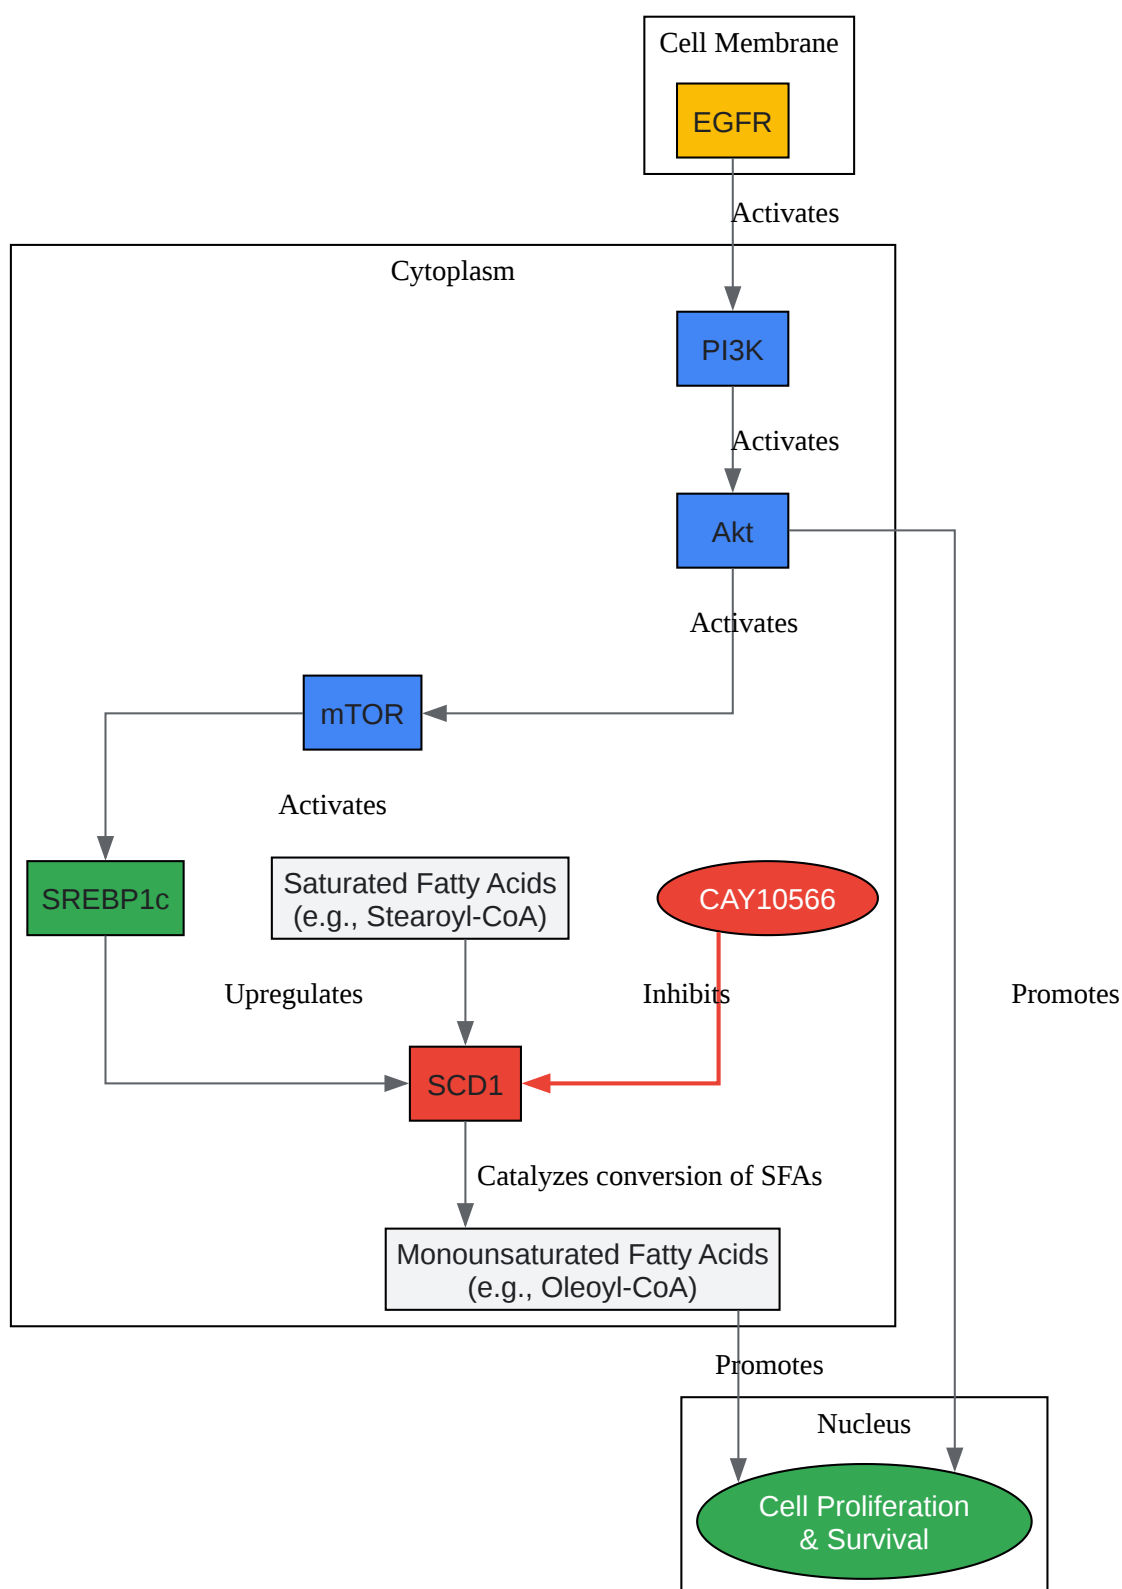 Cell Membrane
EGFR
Activates
Cytoplasm
PI3K
Activates
Akt
Activates
mTOR
Activates
SREBP1c
Saturated Fatty Acids
(e.g., Stearoyl-CoA)
CAY10566
Upregulates
Inhibits
Promotes
SCD1
Catalyzes conversion of SFAs
Monounsaturated Fatty Acids
(e.g., Oleoyl-CoA)
Promotes
Nucleus
Cell Proliferation
& Survival